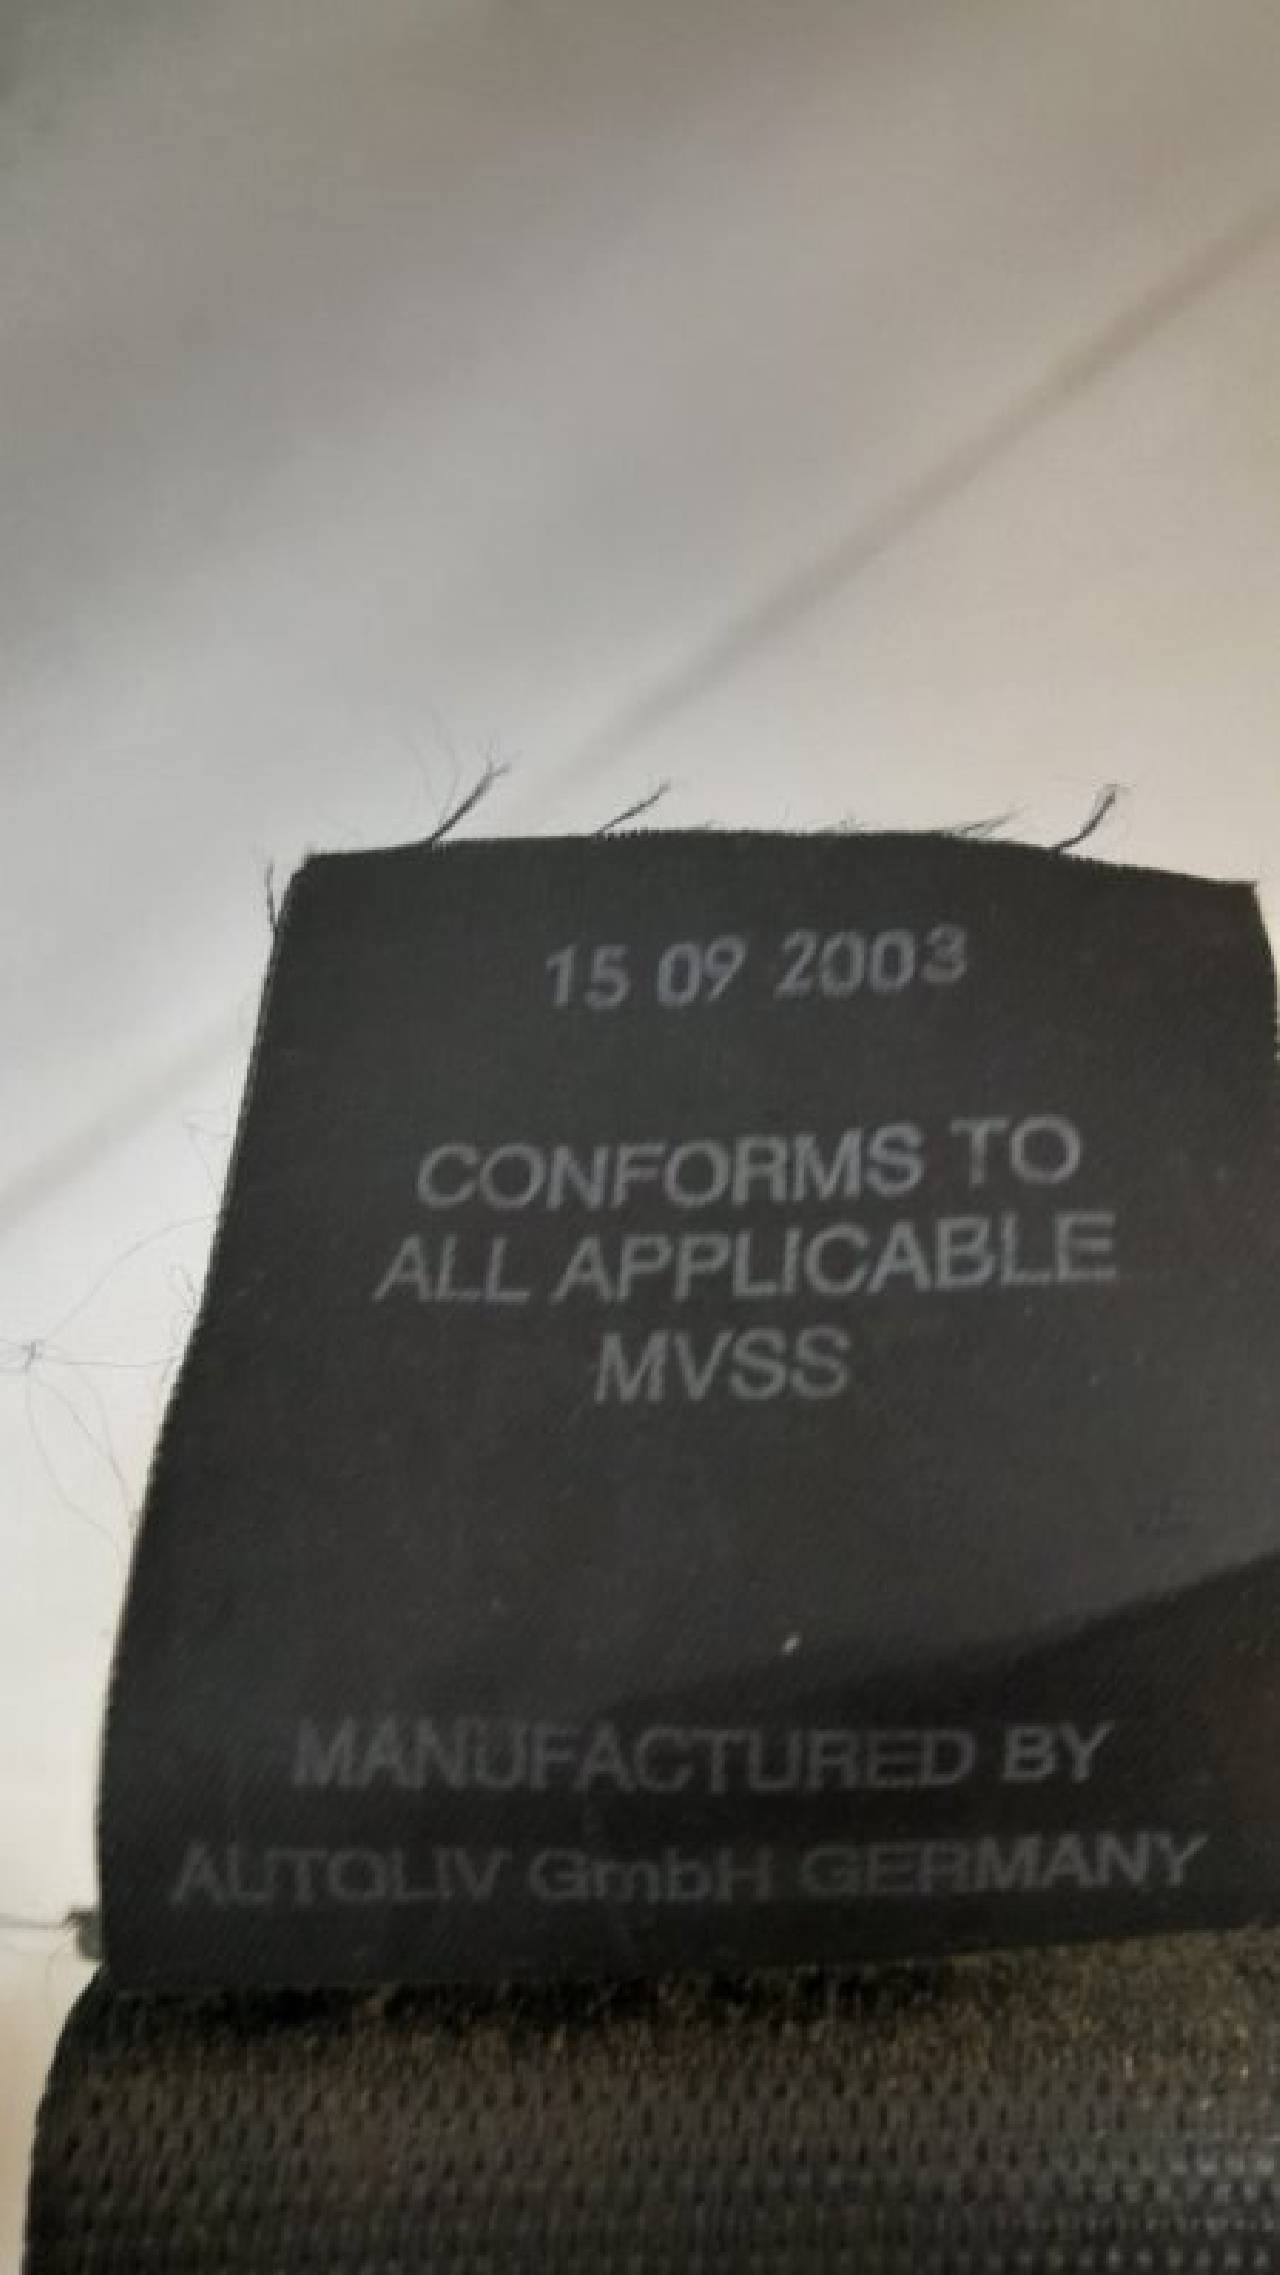 15 09 2003
CONFORMS TO
ALL APPLICABLE
MVSS
MANUFACTURED BY
AUTOLIV GmbH GERMANY